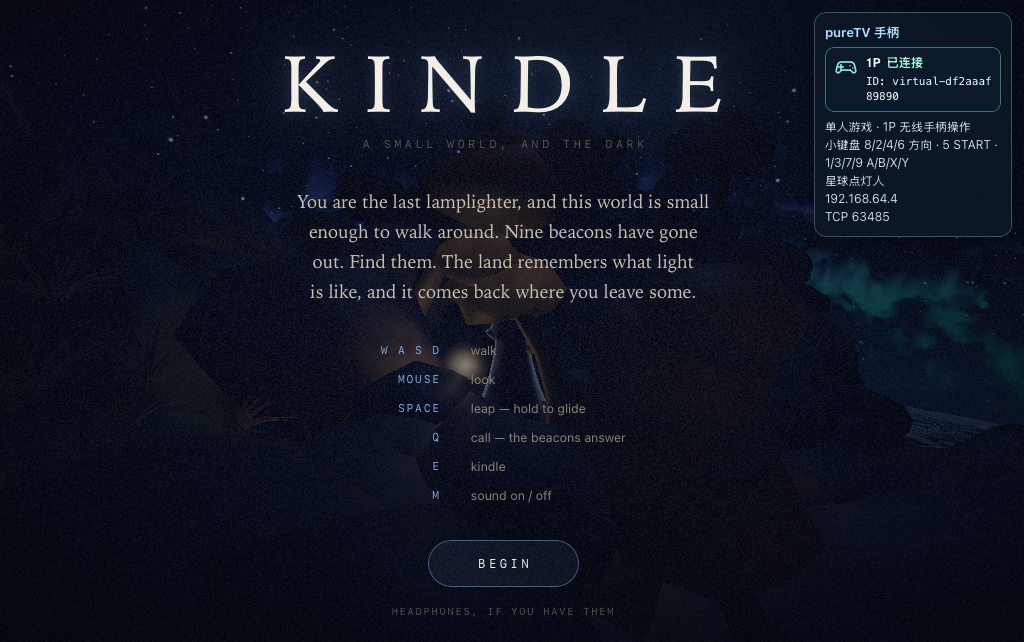 KINDLE
A SMALL WORLD, AND THE DARK
You are the last lamplighter, and this world is small
enough to walk around. Nine beacons have gone
out. Find them. The land remembers what light
is like, and it comes back where you leave some.
W A S D walk
MOUSE look
SPACE leap — hold to glide
Q call — the beacons answer
E kindle
M sound on / off
BEGIN
HEADPHONES, IF YOU HAVE THEM
pureTV 手柄
1P 已连接
ID: virtual-df2aaaf
89890
单人游戏 · 1P 无线手柄操作
小键盘 8/2/4/6 方向 · 5 START ·
1/3/7/9 A/B/X/Y
星球点灯人
192.168.64.4
TCP 63485